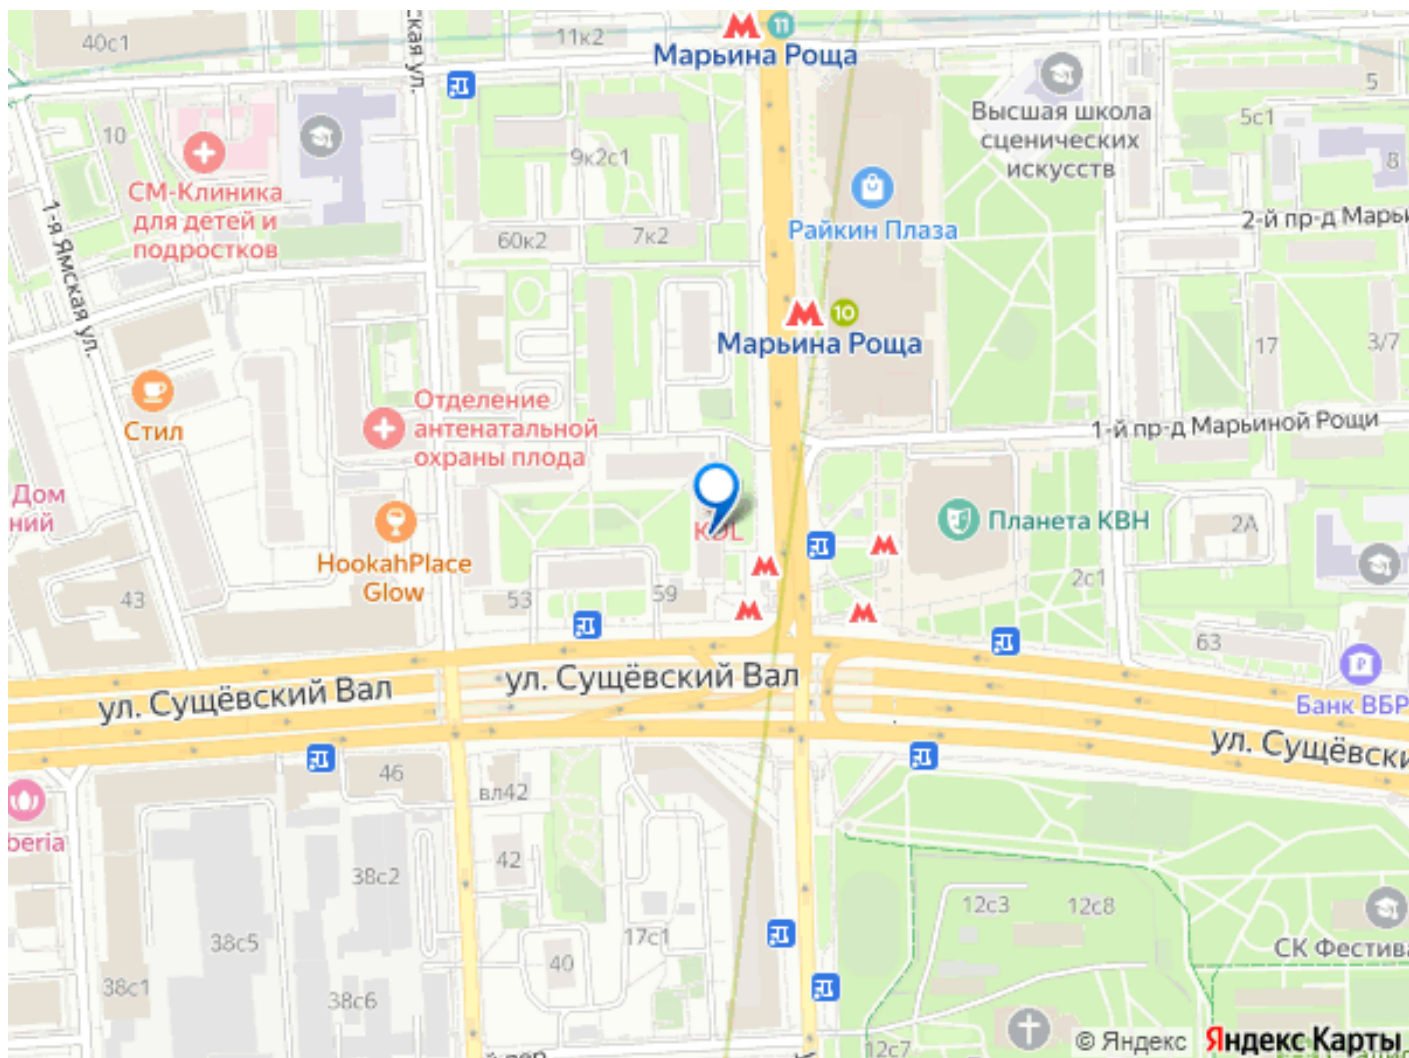 40с1
ская ул.
11к2
11
Марьина Роща
Высшая школа
сценических
искусств
5
5с1
8
10
9к2с1
СМ-Клиника
для детей и
подростков
60к2
7к2
Райкин Плаза
2-й пр-д Марьи
1-я Ямская ул.
10
Марьина Роща
17
3/7
Стил
Отделение
антенатальной
охраны плода
1-й пр-д Марьиной Рощи
Дом
ний
KDL
Планета КВН
2А
HookahPlace
Glow
43
53
59
2с1
63
ул. Сущёвский Вал
ул. Сущёвский Вал
Банк ВБР
ул. Сущёвски
46
вл42
beria
42
38с2
12с3
12с8
38с5
17с1
40
СК Фестива
38с1
38с6
12с7
© Яндекс
Яндекс Карты